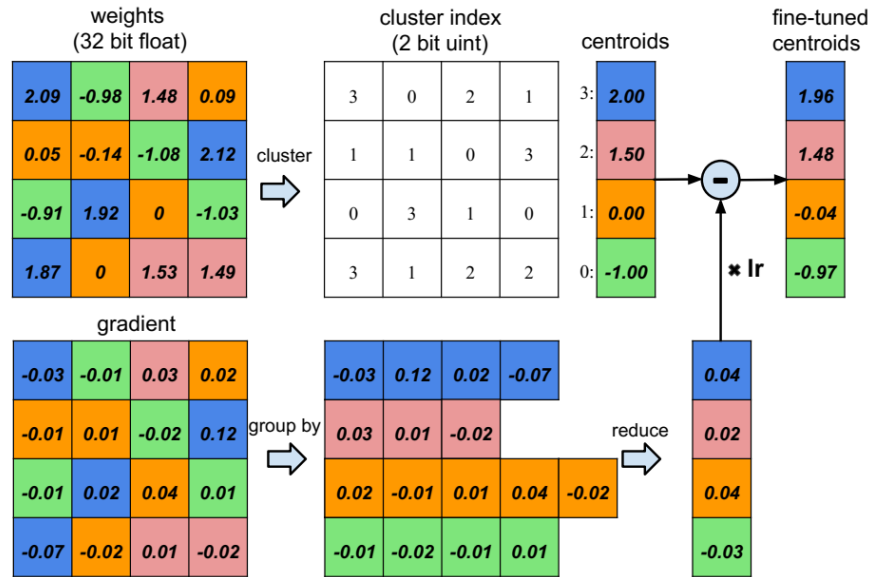 weights
(32 bit float)
cluster index
(2 bit uint)
centroids
fine-tuned
centroids
2.09 -0.98 1.48 0.09
3 0 2 1
3: 2.00
1.96
0.05 -0.14 -1.08 2.12
cluster
1 1 0 3
2: 1.50
-
1.48
-0.91 1.92 0 -1.03
0 3 1 0
1: 0.00
-0.04
1.87 0 1.53 1.49
3 1 2 2
0: -1.00
× lr
-0.97
gradient
-0.03 -0.01 0.03 0.02
-0.03 0.12 0.02 -0.07
0.04
-0.01 0.01 -0.02 0.12
group by
0.03 0.01 -0.02
reduce
0.02
-0.01 0.02 0.04 0.01
0.02 -0.01 0.01 0.04 -0.02
0.04
-0.07 -0.02 0.01 -0.02
-0.01 -0.02 -0.01 0.01
-0.03